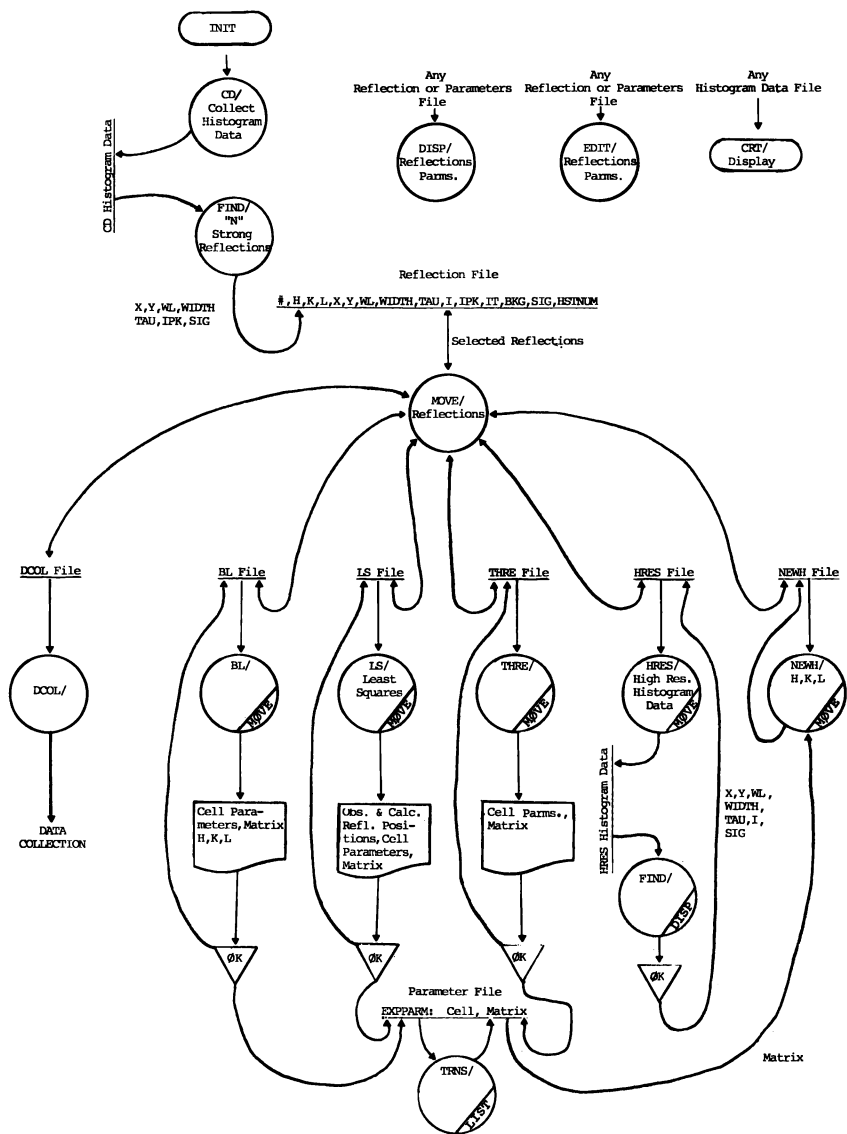 INIT
CD/
Collect
Histogram
Data
CD Histogram Data
FIND/
"N"
Strong
Reflections
Any
Reflection or Parameters
File
DISP/
Reflections
Parms.
Any
Reflection or Parameters
File
EDIT/
Reflections
Parms.
Any
Histogram Data File
CRT/
Display
X,Y,WL,WIDTH
TAU,IPK,SIG
Reflection File
#,H,K,L,X,Y,WL,WIDTH,TAU,I,IPK,IT,BKG,SIG,HSTNUM
Selected Reflections
MOVE/
Reflections
DCOL File
BL File
LS File
THRE File
HRES File
NEWH File
DCOL/
BL/
MØVE
LS/
Least
Squares
MØVE
THRE/
MØVE
HRES/
High Res.
Histogram
Data
MØVE
NEWH/
H,K,L
MØVE
DATA
COLLECTION
Cell Para-
meters,Matrix
H,K,L
Obs. & Calc.
Refl. Posi-
tions,Cell
Parameters,
Matrix
Cell Parms.,
Matrix
HRES Histogram Data
X,Y,WL,
WIDTH,
TAU,I,
SIG
FIND/
DISP
ØK
ØK
ØK
ØK
Parameter File
EXPPARM: Cell, Matrix
TRNS/
LIST
Matrix